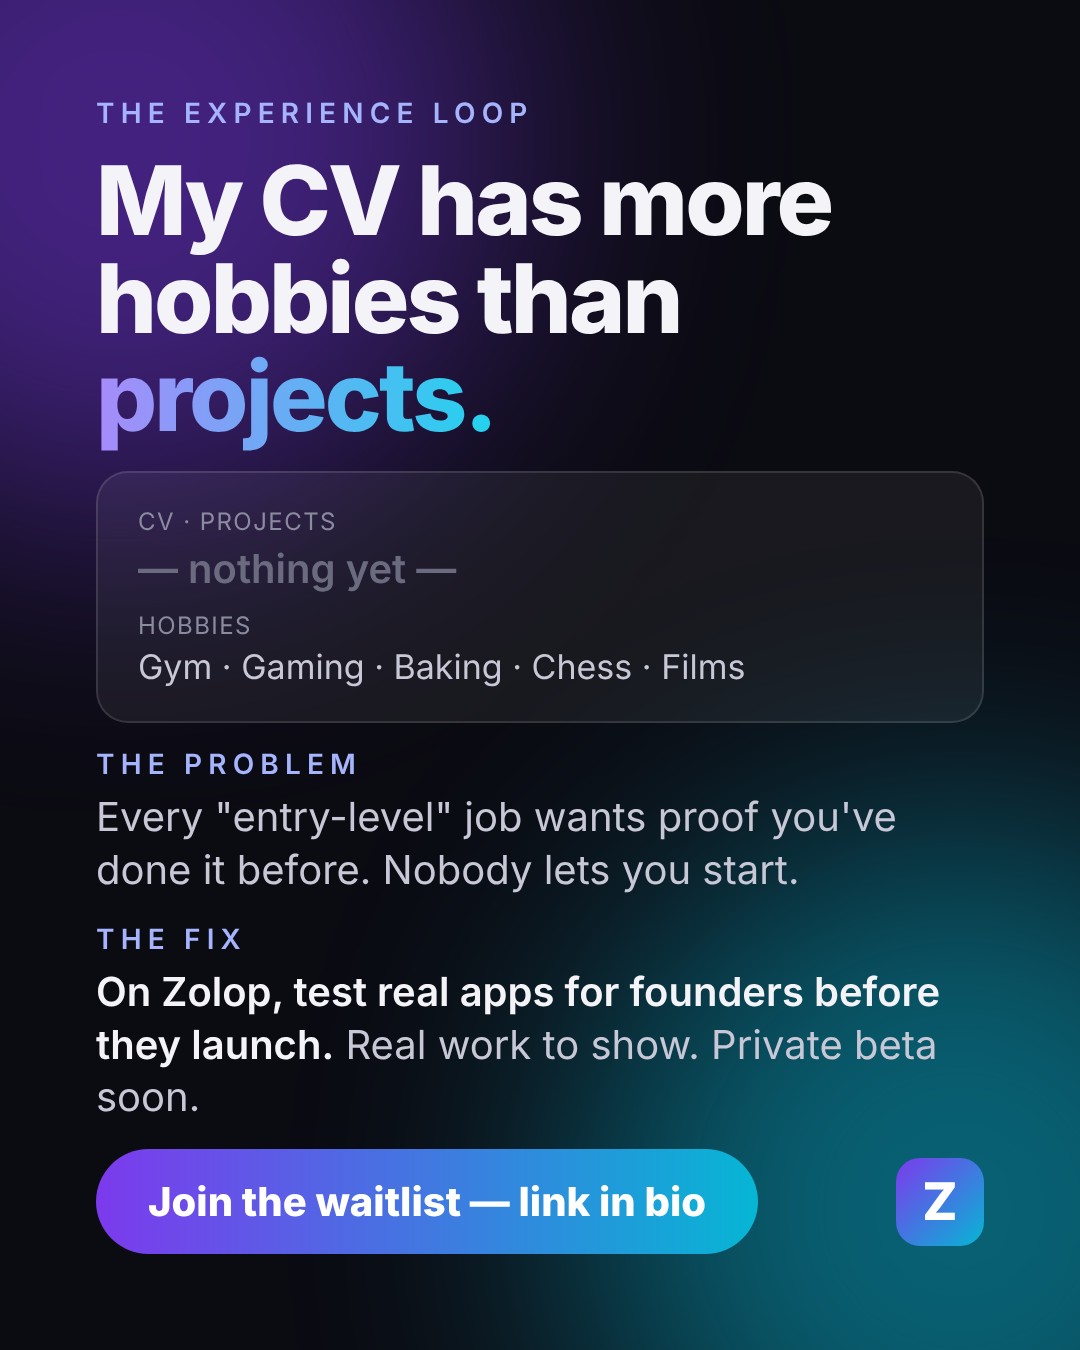 THE EXPERIENCE LOOP
My CV has more
hobbies than
projects.
CV · PROJECTS
— nothing yet —
HOBBIES
Gym · Gaming · Baking · Chess · Films
THE PROBLEM
Every "entry-level" job wants proof you've
done it before. Nobody lets you start.
THE FIX
On Zolop, test real apps for founders before
they launch. Real work to show. Private beta
soon.
Join the waitlist — link in bio
Z